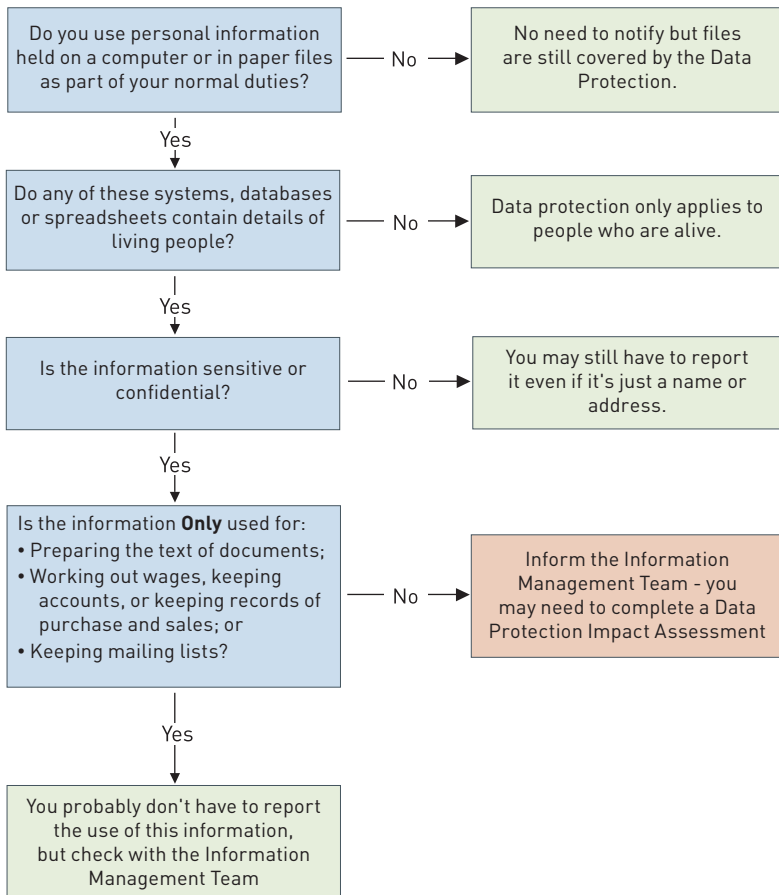 Do you use personal information
held on a computer or in paper files
as part of your normal duties?
No
No need to notify but files
are still covered by the Data
Protection.
Yes
Do any of these systems, databases
or spreadsheets contain details of
living people?
No
Data protection only applies to
people who are alive.
Yes
Is the information sensitive or
confidential?
No
You may still have to report
it even if it's just a name or
address.
Yes
Is the information Only used for:
• Preparing the text of documents;
• Working out wages, keeping
accounts, or keeping records of
purchase and sales; or
• Keeping mailing lists?
No
Inform the Information
Management Team - you
may need to complete a Data
Protection Impact Assessment
Yes
You probably don't have to report
the use of this information,
but check with the Information
Management Team